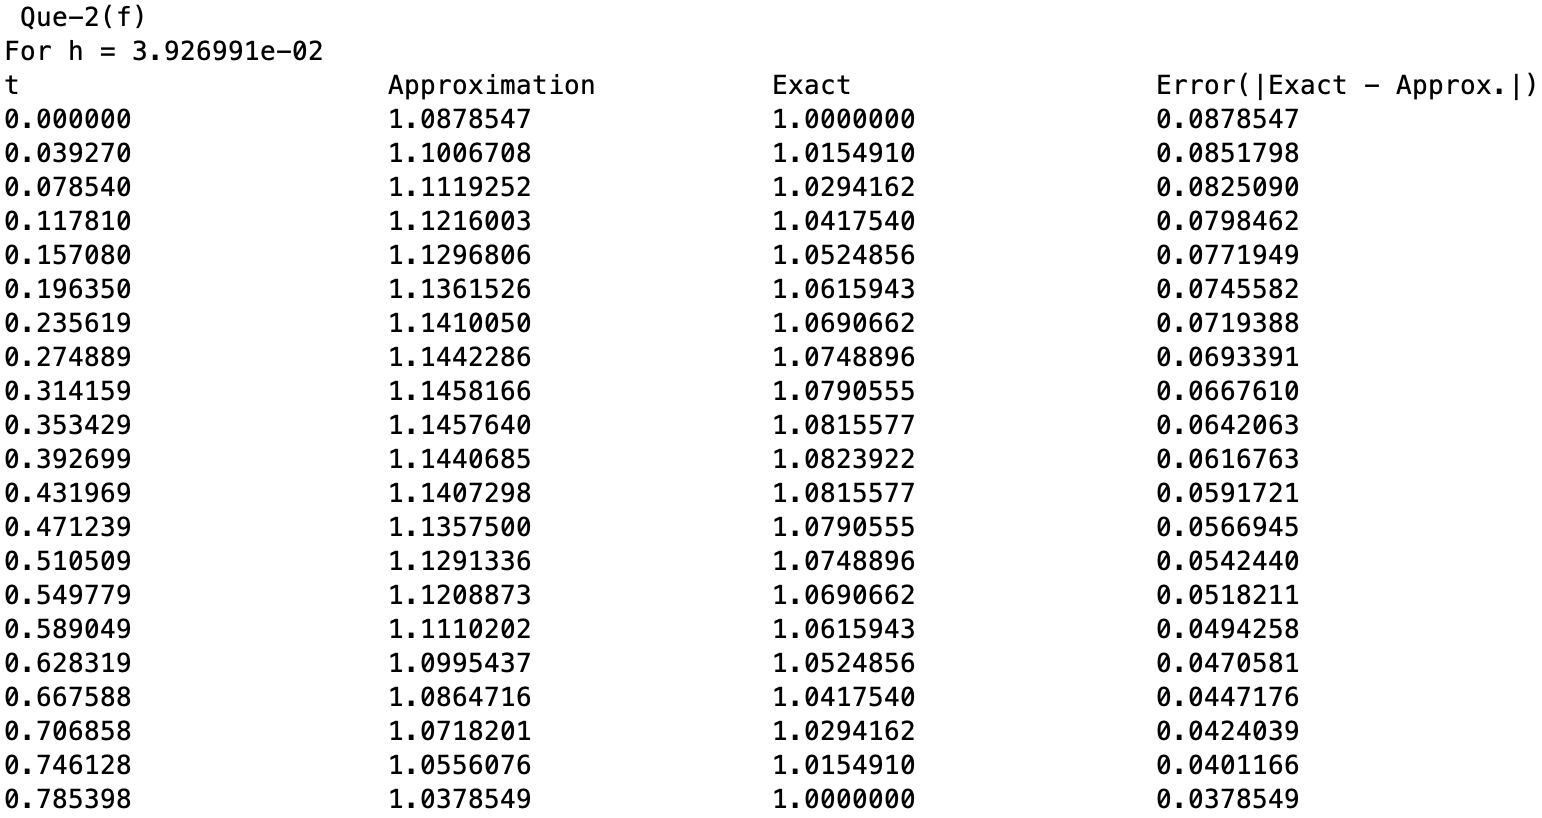 Que-2(f)
For h = 3.926991e-02
t Approximation Exact Error(|Exact - Approx.|)
0.000000 1.0878547 1.0000000 0.0878547
0.039270 1.1006708 1.0154910 0.0851798
0.078540 1.1119252 1.0294162 0.0825090
0.117810 1.1216003 1.0417540 0.0798462
0.157080 1.1296806 1.0524856 0.0771949
0.196350 1.1361526 1.0615943 0.0745582
0.235619 1.1410050 1.0690662 0.0719388
0.274889 1.1442286 1.0748896 0.0693391
0.314159 1.1458166 1.0790555 0.0667610
0.353429 1.1457640 1.0815577 0.0642063
0.392699 1.1440685 1.0823922 0.0616763
0.431969 1.1407298 1.0815577 0.0591721
0.471239 1.1357500 1.0790555 0.0566945
0.510509 1.1291336 1.0748896 0.0542440
0.549779 1.1208873 1.0690662 0.0518211
0.589049 1.1110202 1.0615943 0.0494258
0.628319 1.0995437 1.0524856 0.0470581
0.667588 1.0864716 1.0417540 0.0447176
0.706858 1.0718201 1.0294162 0.0424039
0.746128 1.0556076 1.0154910 0.0401166
0.785398 1.0378549 1.0000000 0.0378549